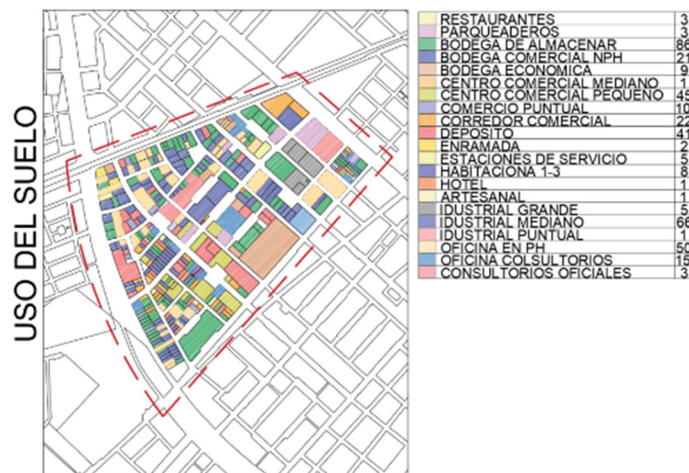 USO DEL SUELO
RESTAURANTES 3
PARQUEADEROS 3
BODEGA DE ALMACENAR 86
BODEGA COMERCIAL NPH 21
BODEGA ECONOMICA 9
CENTRO COMERCIAL MEDIANO 1
CENTRO COMERCIAL PEQUEÑO 45
COMERCIO PUNTUAL 10
CORREDOR COMERCIAL 22
DEPOSITO 41
ENRAMADA 2
ESTACIONES DE SERVICIO 5
HABITACIONA 1-3 8
HOTEL 1
ARTESANAL 1
IDUSTRIAL GRANDE 5
IDUSTRIAL MEDIANO 66
IDUSTRIAL PUNTUAL 1
OFICINA EN PH 50
OFICINA COLSULTORIOS 15
CONSULTORIOS OFICIALES 3